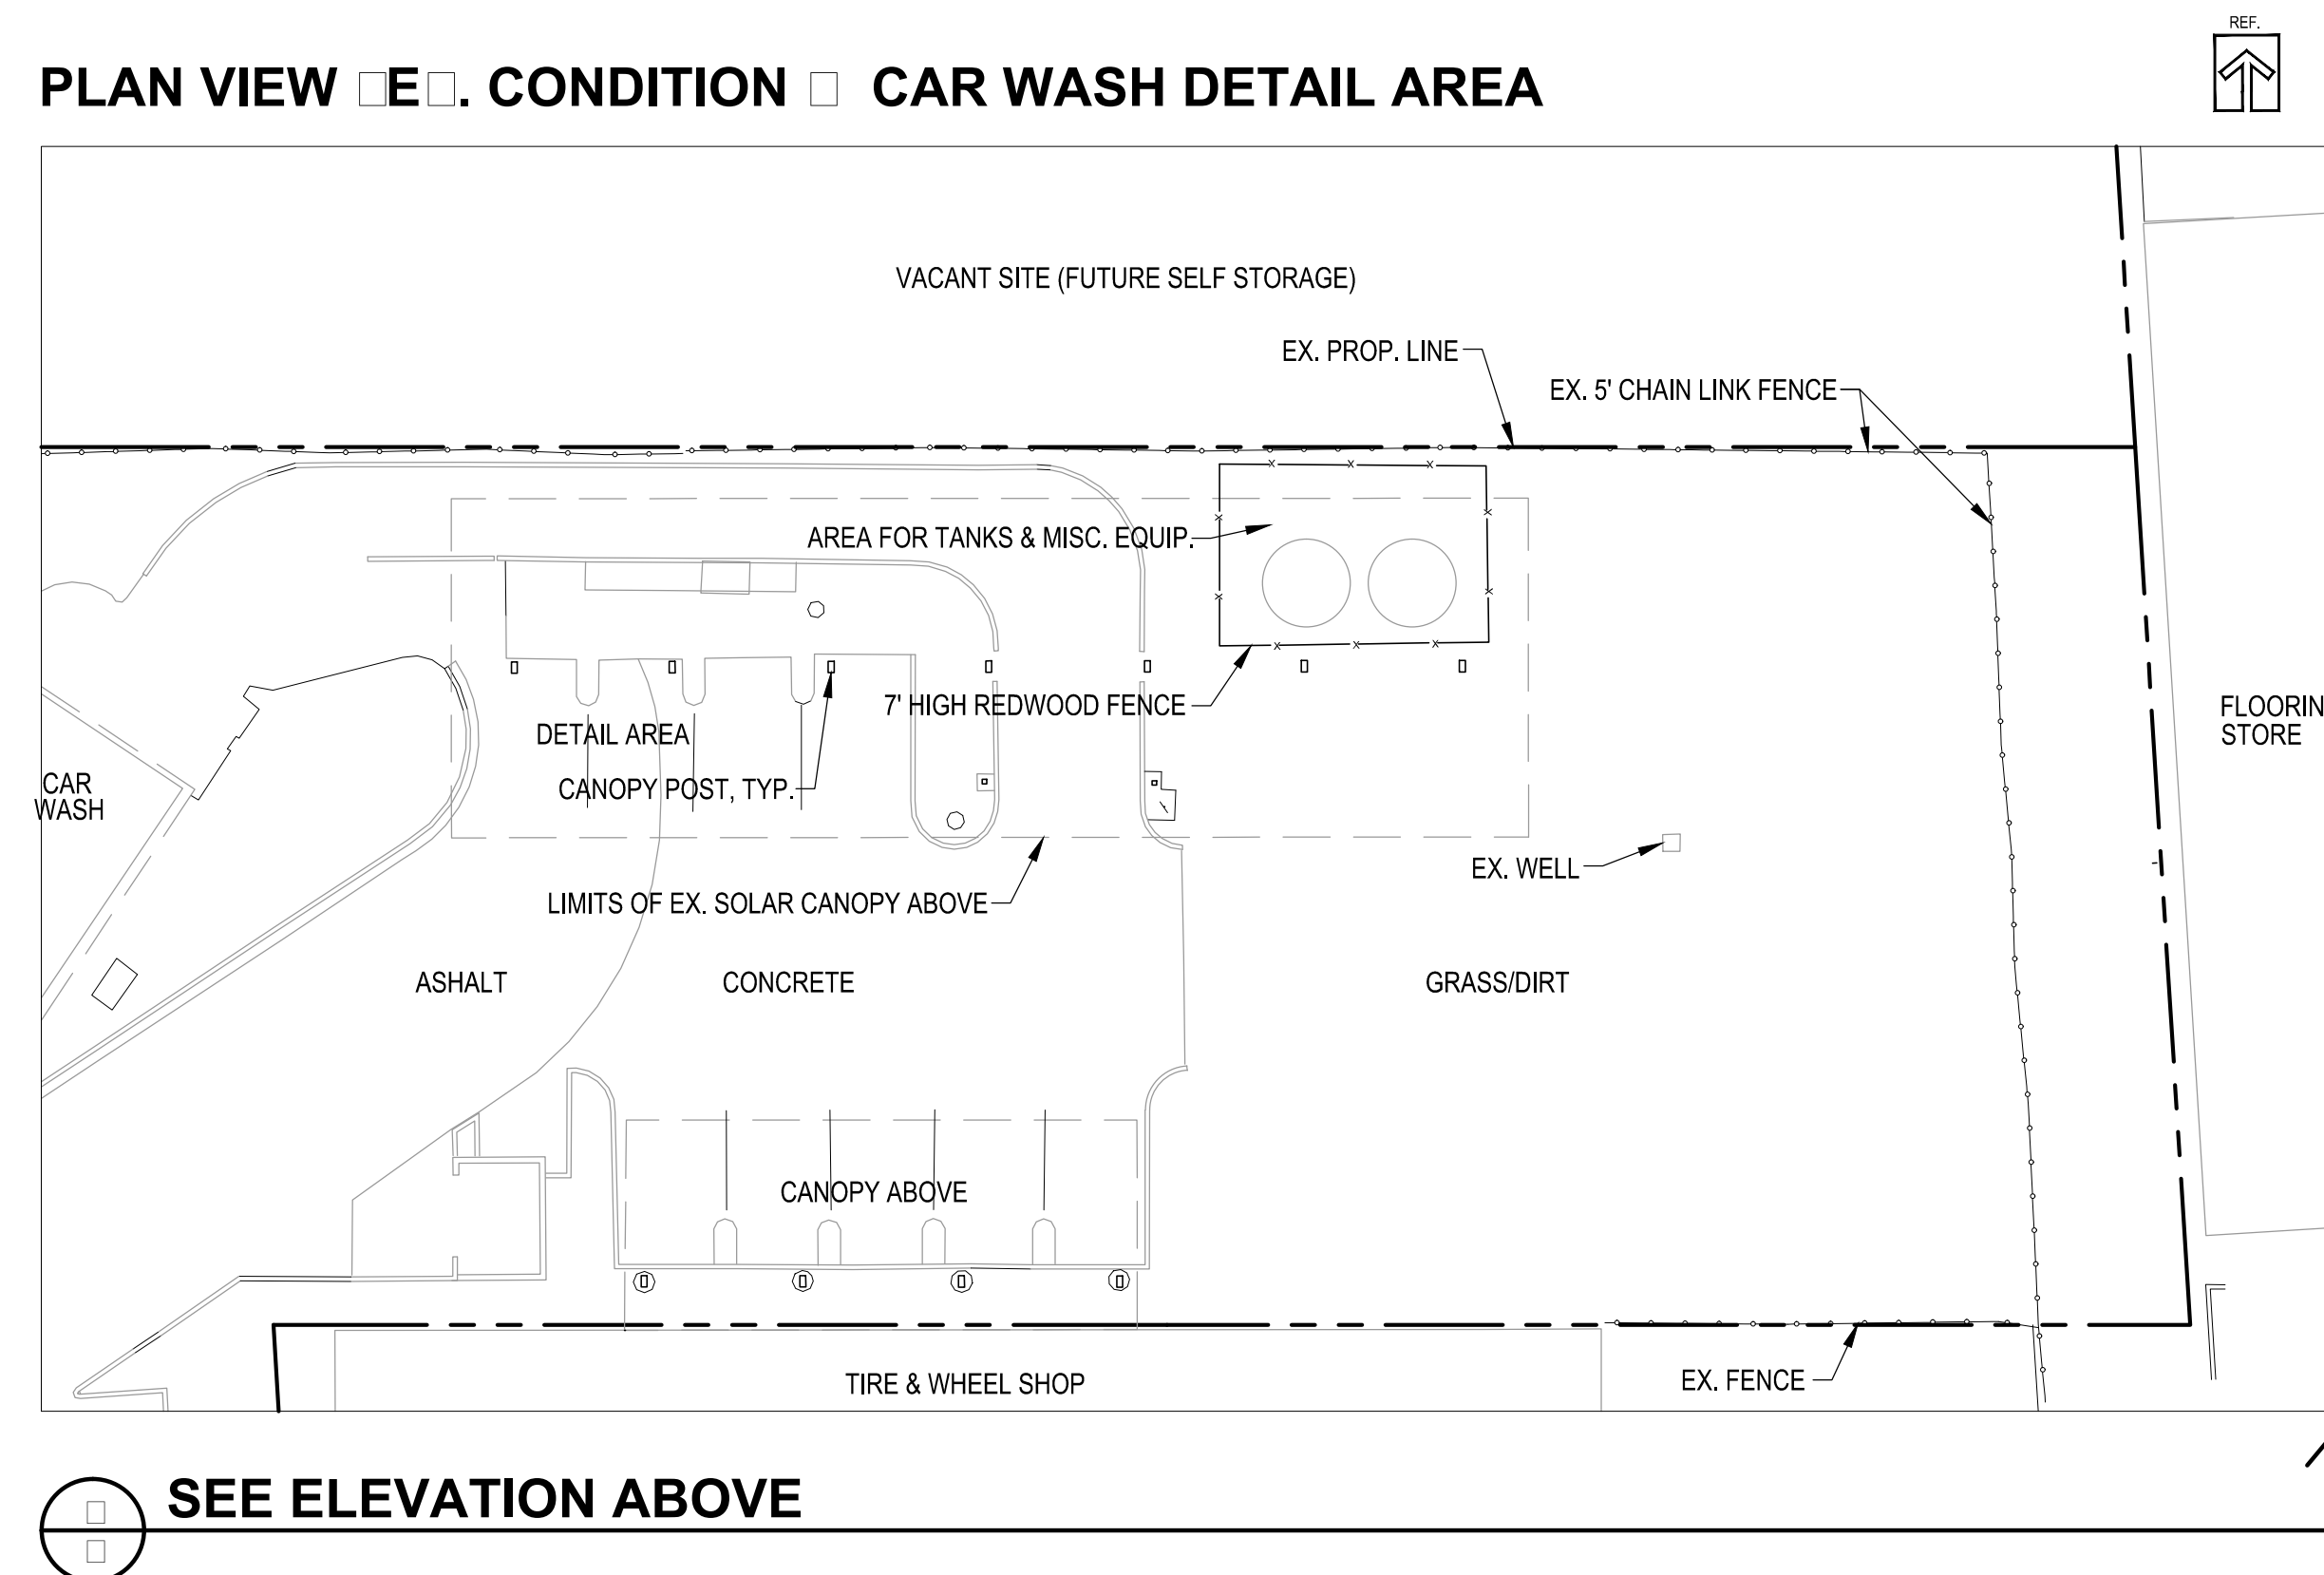 REF.
PLAN VIEW □E□. CONDITION □ CAR WASH DETAIL AREA
VACANT SITE (FUTURE SELF STORAGE)
EX. PROP. LINE
EX. 5' CHAIN LINK FENCE
AREA FOR TANKS & MISC. EQUIP.
7' HIGH REDWOOD FENCE
FLOORIN
STORE
DETAIL AREA
CAR
WASH
CANOPY POST, TYP.
EX. WELL
LIMITS OF EX. SOLAR CANOPY ABOVE
ASHALT
CONCRETE
GRASS/DIRT
CANOPY ABOVE
TIRE & WHEEL SHOP
EX. FENCE
SEE ELEVATION ABOVE